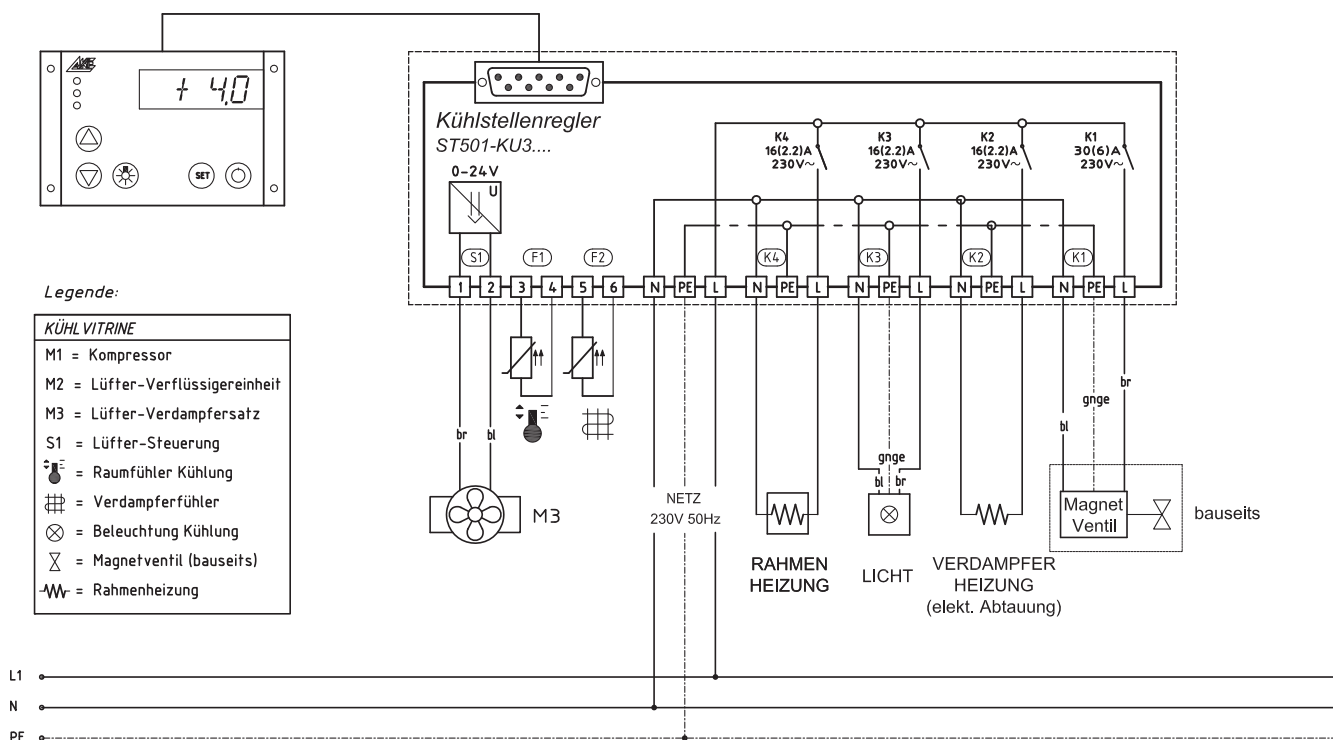 + 4,0
SET
Kühlstellenregler
ST501-KU3....
0-24V
U
K4
16(2.2)A
230V~
K3
16(2.2)A
230V~
K2
16(2.2)A
230V~
K1
30(6)A
230V~
S1
F1
F2
K4
K3
K2
K1
1 2 3 4 5 6 N PE L N PE L N PE L N PE L N PE L
Legende:
KÜHLVITRINE
M1 = Kompressor
M2 = Lüfter-Verflüssigereinheit
M3 = Lüfter-Verdampfersatz
S1 = Lüfter-Steuerung
= Raumfühler Kühlung
= Verdampferfühler
= Beleuchtung Kühlung
= Magnetventil (bauseits)
= Rahmenheizung
br
bl
M3
NETZ
230V 50Hz
RAHMEN
HEIZUNG
gnge
bl
br
LICHT
VERDAMPFER
HEIZUNG
(elekt. Abtauung)
bl
gnge
br
Magnet
Ventil
bauseits
L1
N
PE